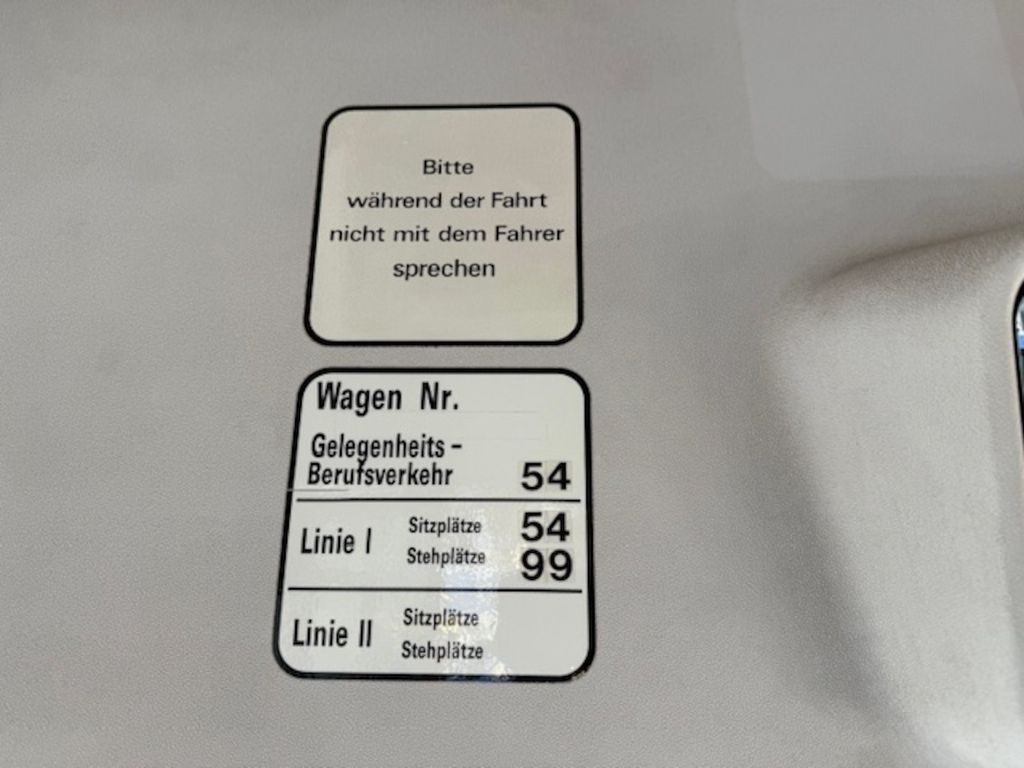 Bitte
während der Fahrt
nicht mit dem Fahrer
sprechen
Wagen Nr.
Gelegenheits-
Berufsverkehr 54
Linie I Sitzplätze 54
Stehplätze 99
Linie II Sitzplätze
Stehplätze